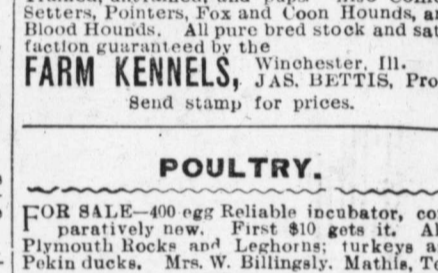 Setters, Pointers, Fox and Coon Hounds, a
Blood Hounds. All pure bred stock and sat
faction guaranteed by the
FARM KENNELS, Winchester, Ill.
JAS. BETTIS, Pro
Send stamp for prices.
POULTRY.
FOR SALE—400 egg Reliable incubator, co
paratively new. First $10 gets it. Al
Plymouth Rocks and Leghorns; turkeys a
Pekin ducks. Mrs. W. Billingsly. Mathis, Te